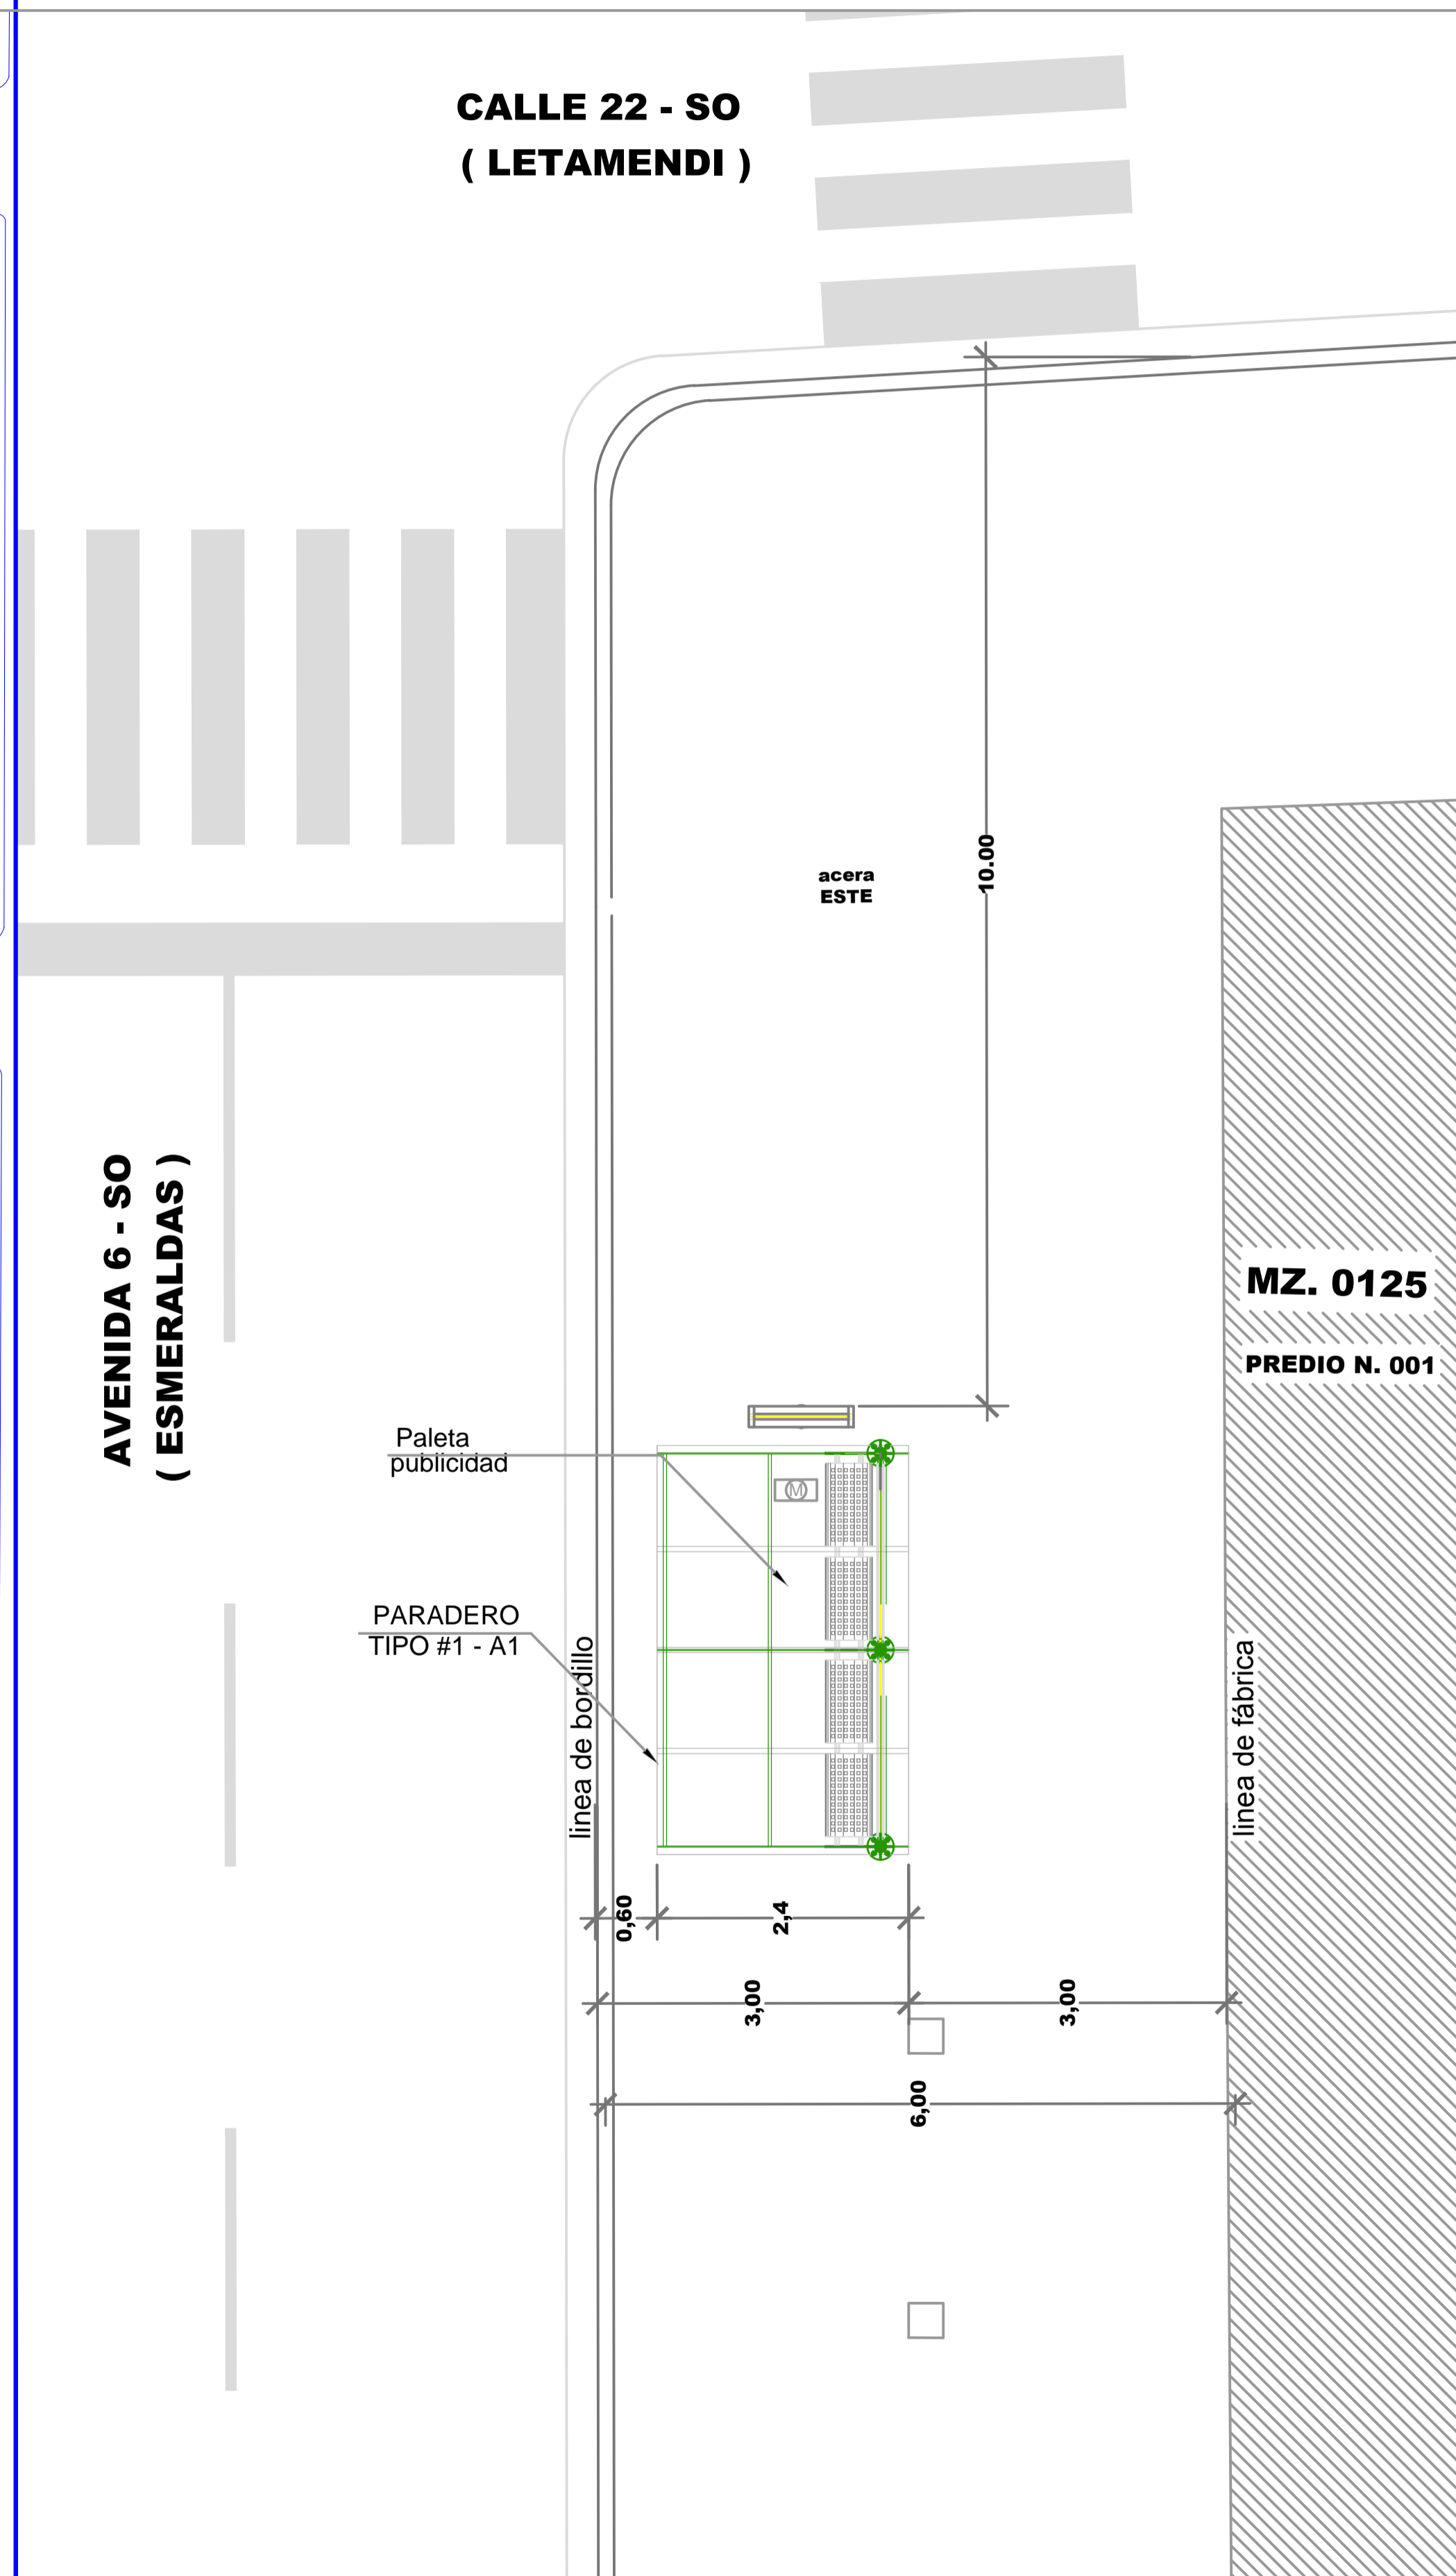 CALLE 22 - SO
( LETAMENDI )
acera
ESTE
10.00
AVENIDA 6 - SO
( ESMERALDAS )
MZ. 0125
PREDIO N. 001
Paleta
publicidad
M
PARADERO
TIPO #1 - A1
linea de bordillo
linea de fábrica
0,60
2,4
3,00
3,00
6,00